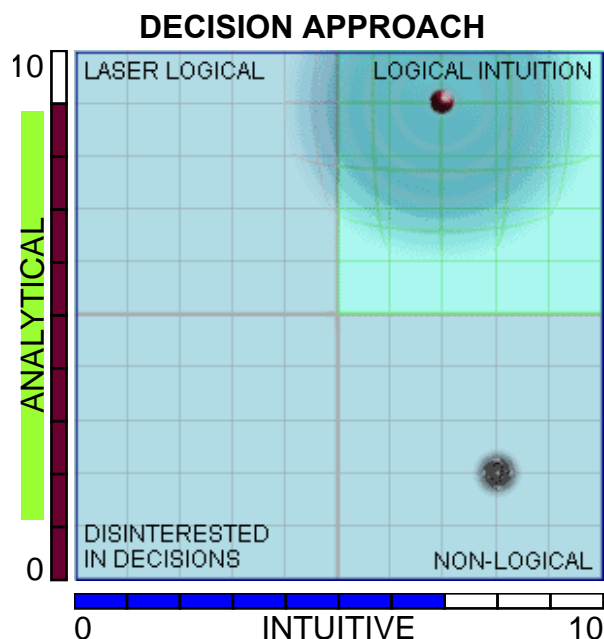 DECISION APPROACH
10
LASER LOGICAL
LOGICAL INTUITION
ANALYTICAL
DISINTERESTED
IN DECISIONS
NON-LOGICAL
0
0
INTUITIVE
10